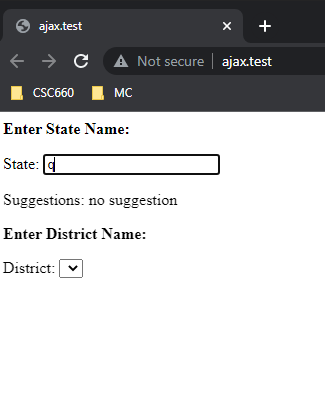 ajax.test
Not secure | ajax.test
CSC660 MC
Enter State Name:
State: q
Suggestions: no suggestion
Enter District Name:
District: